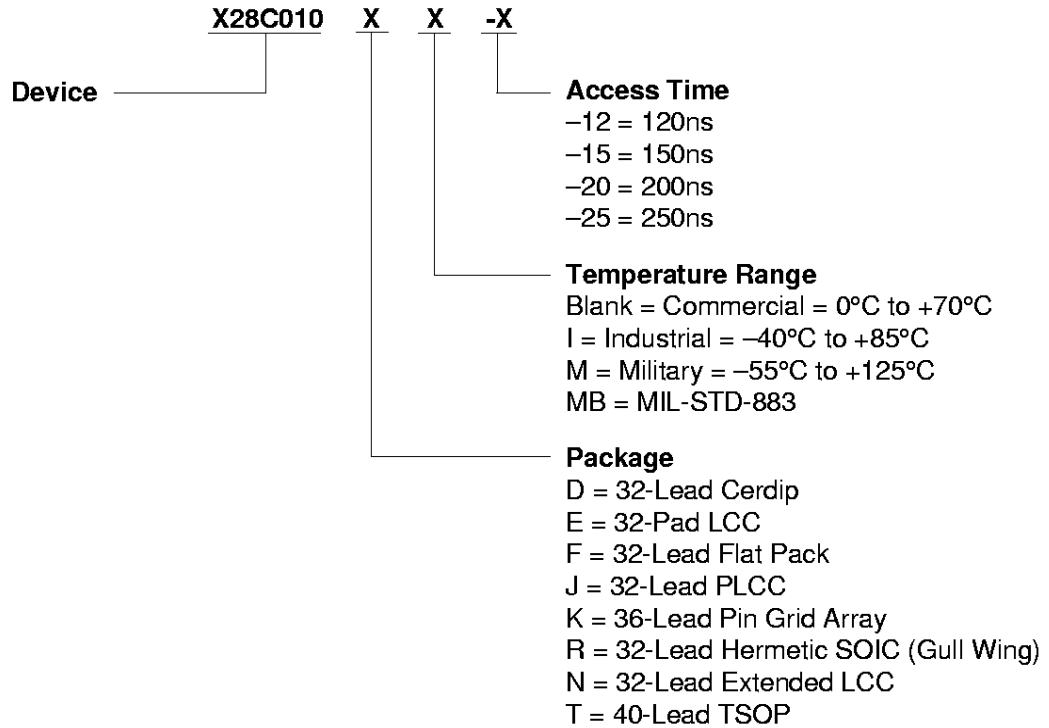 X28C010 X X -X
Device
Access Time
–12 = 120ns
–15 = 150ns
–20 = 200ns
–25 = 250ns
Temperature Range
Blank = Commercial = 0°C to +70°C
I = Industrial = –40°C to +85°C
M = Military = –55°C to +125°C
MB = MIL-STD-883
Package
D = 32-Lead Cerdip
E = 32-Pad LCC
F = 32-Lead Flat Pack
J = 32-Lead PLCC
K = 36-Lead Pin Grid Array
R = 32-Lead Hermetic SOIC (Gull Wing)
N = 32-Lead Extended LCC
T = 40-Lead TSOP